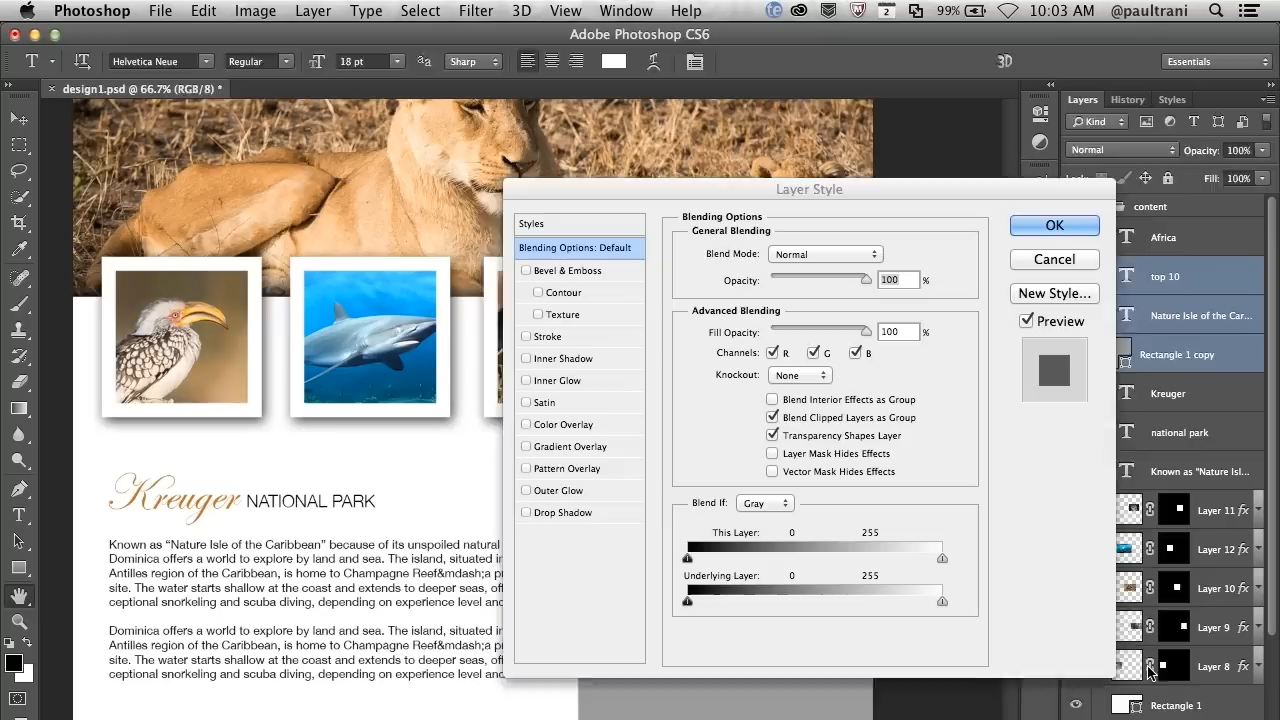 Photoshop File Edit Image Layer Type Select Filter 3D View Window Help 2 99% 10:03 AM @paultrani
Adobe Photoshop CS6
T Helvetica Neue Regular 18 pt Sharp 3D Essentials
× design1.psd @ 66.7% (RGB/8) *
Layers History Styles
Kind
Normal Opacity: 100%
Fill: 100%
content
Africa
top 10
Nature Isle of the Car...
Rectangle 1 copy
Kreuger
national park
Known as "Nature Isl...
Layer 11 fx
Layer 12 fx
Layer 10 fx
Layer 9 fx
Layer 8 fx
Rectangle 1
Layer Style
Styles
Blending Options: Default
Bevel & Emboss
Contour
Texture
Stroke
Inner Shadow
Inner Glow
Satin
Color Overlay
Gradient Overlay
Pattern Overlay
Outer Glow
Drop Shadow
Blending Options
General Blending
Blend Mode: Normal
Opacity: 100 %
Advanced Blending
Fill Opacity: 100 %
Channels: R G B
Knockout: None
Blend Interior Effects as Group
Blend Clipped Layers as Group
Transparency Shapes Layer
Layer Mask Hides Effects
Vector Mask Hides Effects
Blend If: Gray
This Layer: 0 255
Underlying Layer: 0 255
OK
Cancel
New Style...
Preview
Kreuger NATIONAL PARK
Known as “Nature Isle of the Caribbean” because of its unspoiled natural
Dominica offers a world to explore by land and sea. The island, situated in
Antilles region of the Caribbean, is home to Champagne Reef&mdash;a pr
site. The water starts shallow at the coast and extends to deeper seas, off
ceptional snorkeling and scuba diving, depending on experience level and
Dominica offers a world to explore by land and sea. The island, situated in
Antilles region of the Caribbean, is home to Champagne Reef&mdash;a pr
site. The water starts shallow at the coast and extends to deeper seas, off
ceptional snorkeling and scuba diving, depending on experience level and